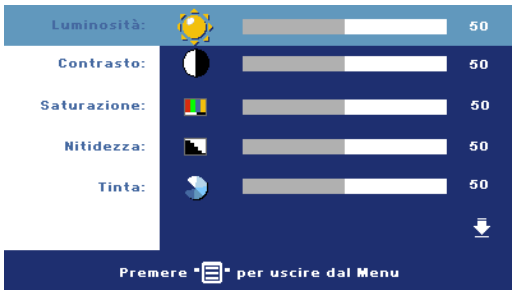 Luminosità: 50
Contrasto: 50
Saturazione: 50
Nitidezza: 50
Tinta: 50
Premere "" per uscire dal Menu